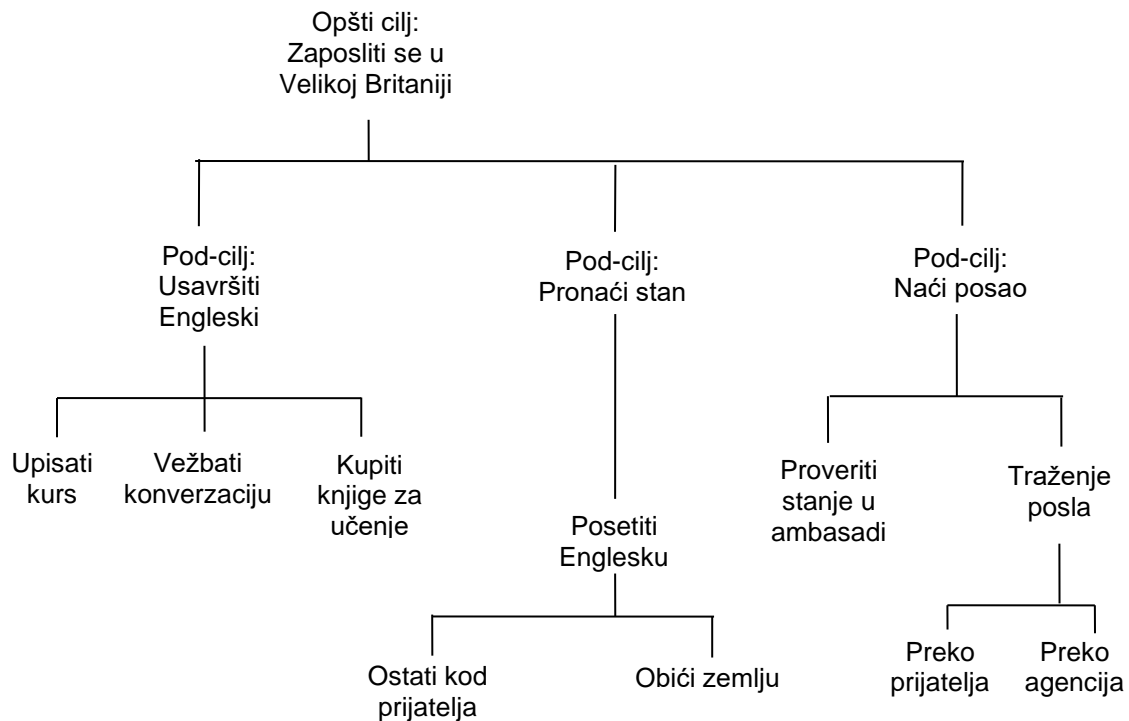 Opšti cilj:
Zaposliti se u
Velikoj Britaniji
Pod-cilj:
Usavršiti
Engleski
Pod-cilj:
Pronaći stan
Pod-cilj:
Naći posao
Upisati
kurs
Vežbati
konverzaciju
Kupiti
knjige za
učenje
Posetiti
Englesku
Proveriti
stanje u
ambasadi
Traženje
posla
Ostati kod
prijatelja
Obići zemlju
Preko
prijatelja
Preko
agencija